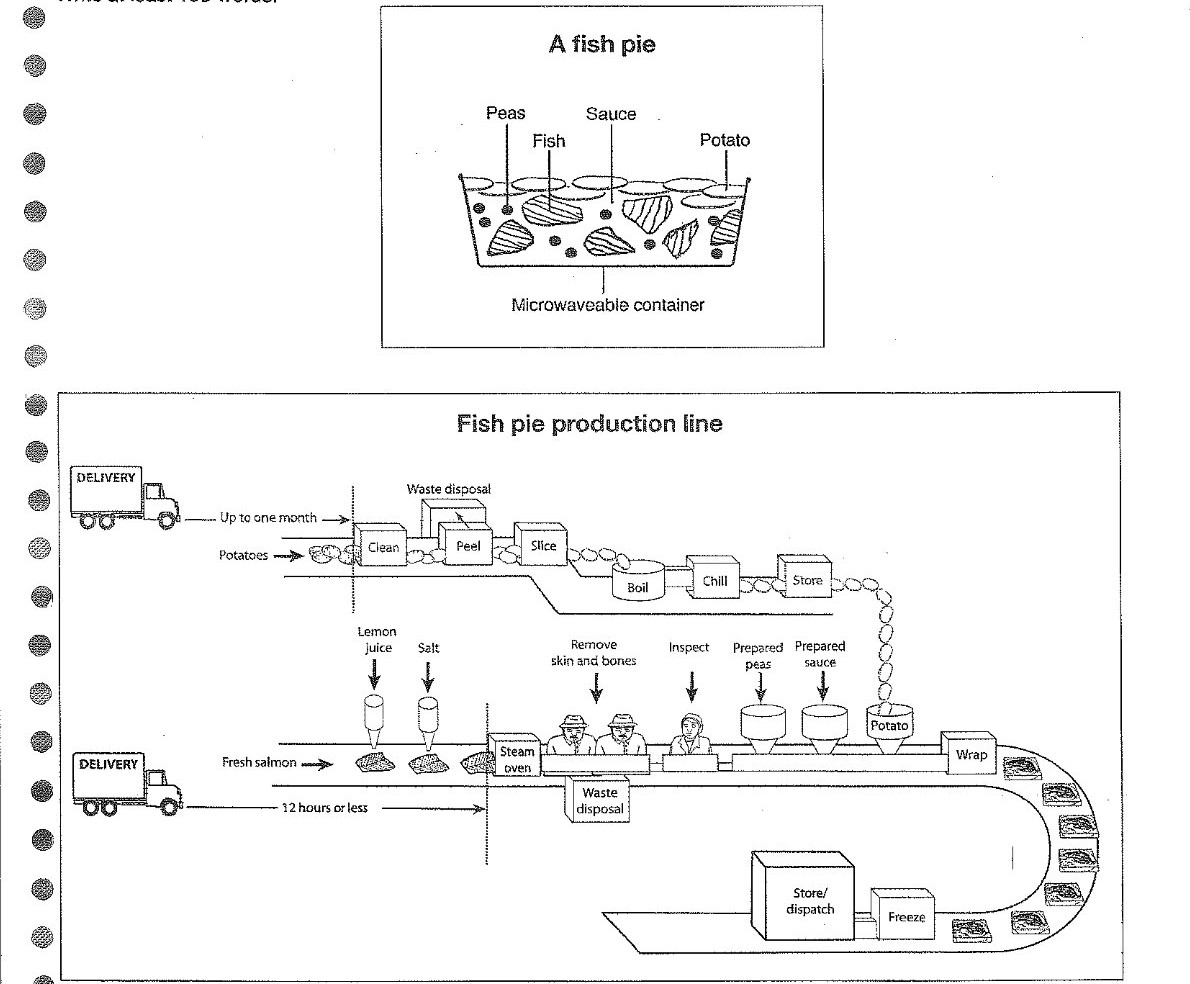 A fish pie
Peas
Sauce
Fish
Potato
Microwaveable container
Fish pie production line
DELIVERY
Waste disposal
Up to one month
Potatoes
Clean
Peel
Slice
Boil
Chill
Store
Lemon
juice
Salt
Remove
skin and bones
Inspect
Prepared
peas
Prepared
sauce
Potato
DELIVERY
Fresh salmon
Steam
oven
Wrap
12 hours or less
Waste
disposal
Store/
dispatch
Freeze